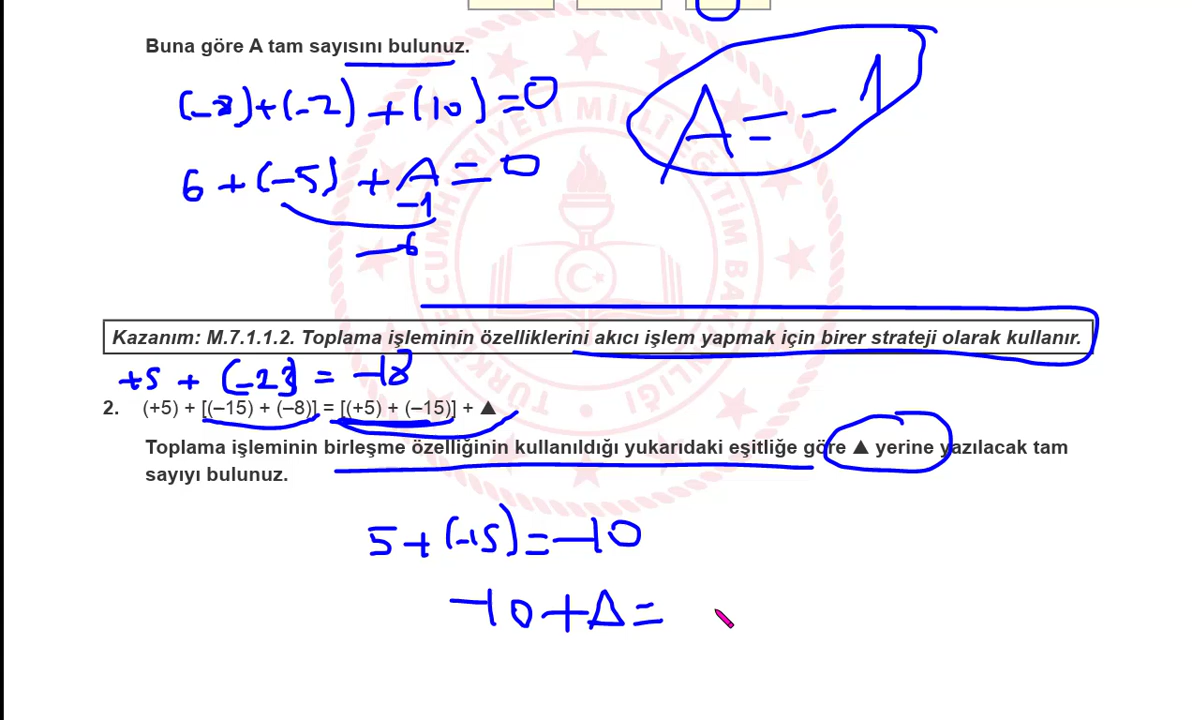 Buna göre A tam sayısını bulunuz.
(-8)+(-2)+(10)=0
A=-1
6+(-5)+A=0
-1
-6
Kazanım: M.7.1.1.2. Toplama işleminin özelliklerini akıcı işlem yapmak için birer strateji olarak kullanır.
+5 + (-23) = -18
2. (+5) + [(–15) + (–8)] = [(+5) + (–15)] + ▲
Toplama işleminin birleşme özelliğinin kullanıldığı yukarıdaki eşitliğe göre ▲ yerine yazılacak tam
sayıyı bulunuz.
5+(-15)=-10
-10+Δ=